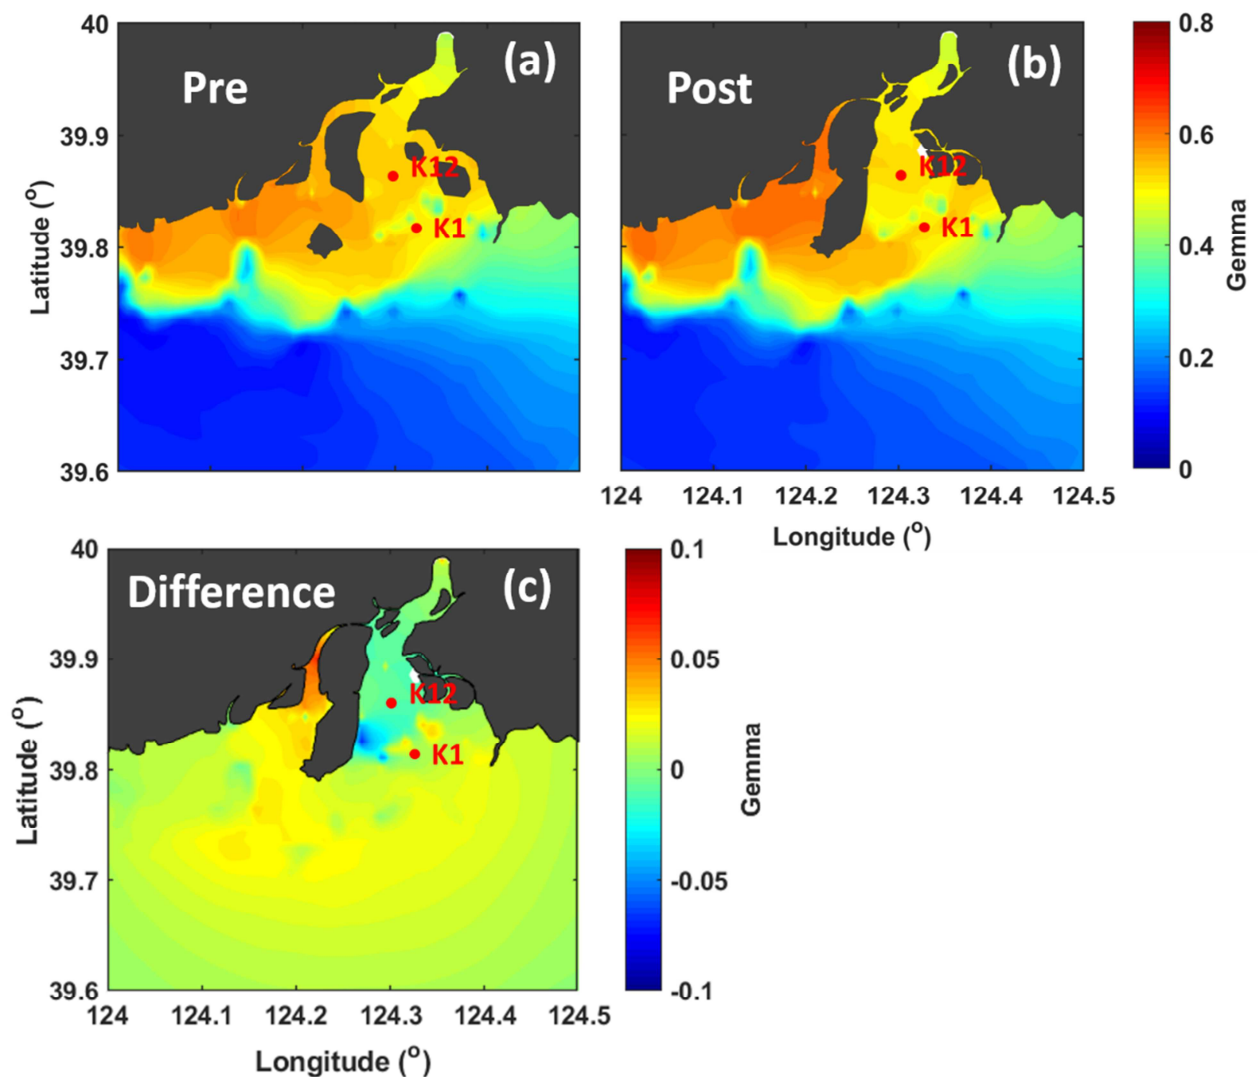 40
39.9
39.8
39.7
39.6
Latitude (o)
Pre
(a)
K12
K1
Post
(b)
K12
K1
124 124.1 124.2 124.3 124.4 124.5
Longitude (o)
0.8
0.6
0.4
0.2
0
Gemma
40
39.9
39.8
39.7
39.6
Latitude (o)
Difference
(c)
K12
K1
124 124.1 124.2 124.3 124.4 124.5
Longitude (o)
0.1
0.05
0
-0.05
-0.1
Gemma